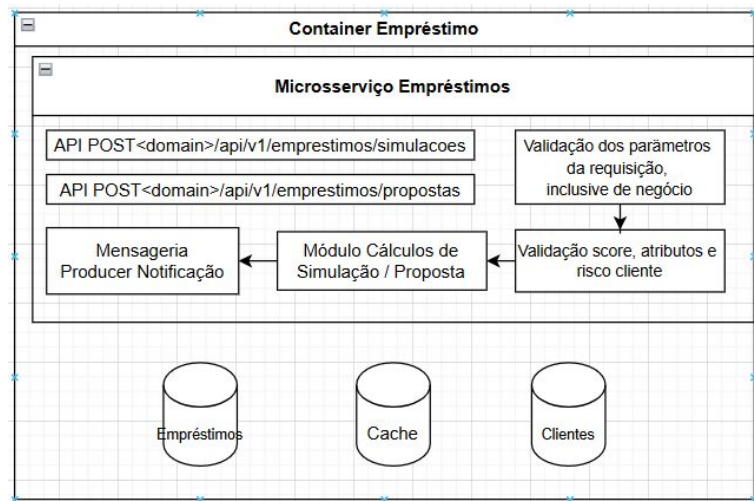 Container Empréstimo
Microsserviço Empréstimos
API POST<domain>/api/v1/emprestimos/simulacoes
API POST<domain>/api/v1/emprestimos/propostas
Validação dos parämetros
da requisição,
inclusive de negócio
Mensageria
Producer Notificação
Módulo Cálculos de
Simulação / Proposta
Validação score, atributos e
risco cliente
Empréstimos
Cache
Clientes